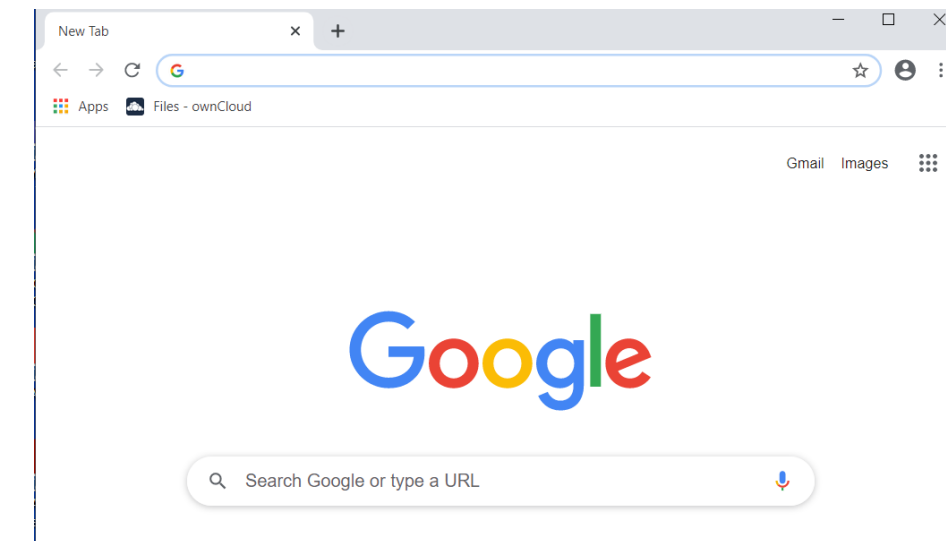 New Tab
Apps Files - ownCloud
Gmail Images
Google
Search Google or type a URL